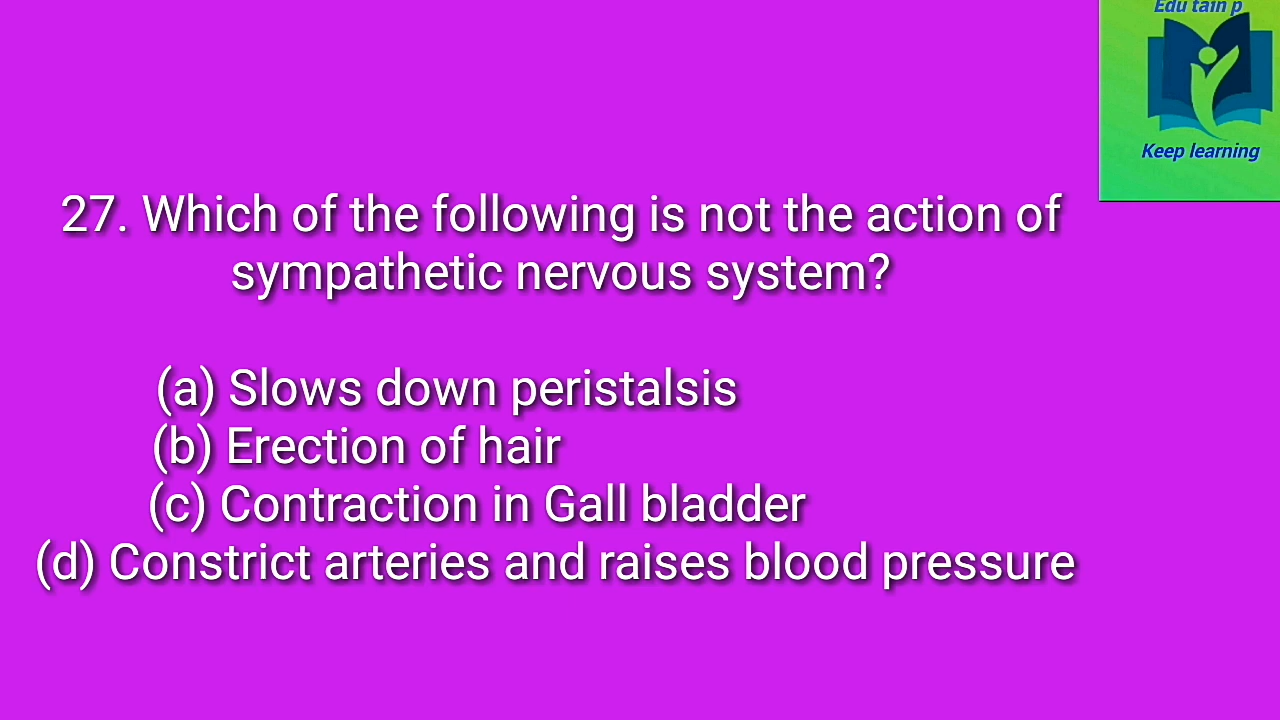 Edu tain p
Keep learning
27. Which of the following is not the action of
sympathetic nervous system?
(a) Slows down peristalsis
(b) Erection of hair
(c) Contraction in Gall bladder
(d) Constrict arteries and raises blood pressure